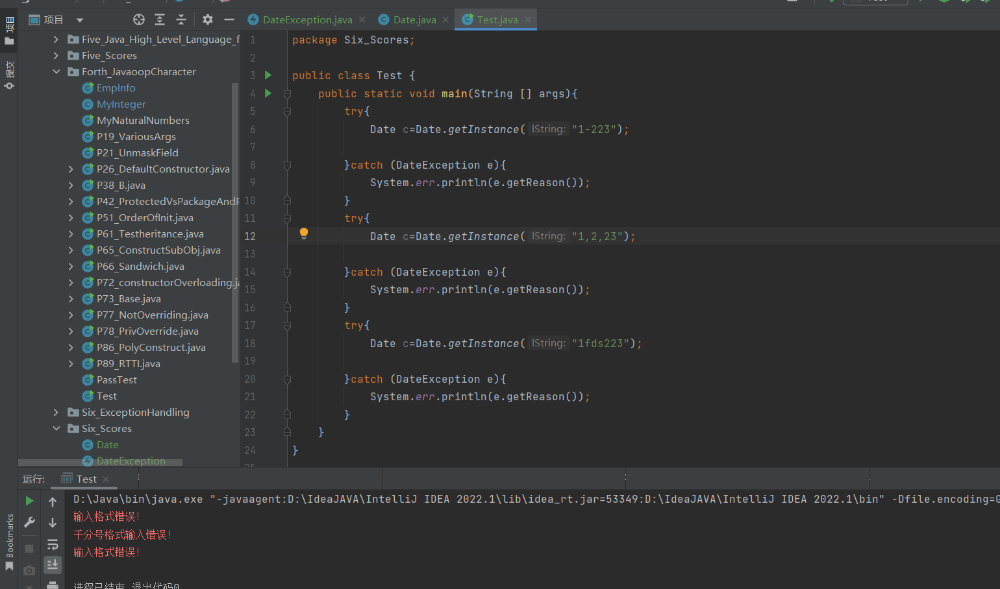 项目
DateException.java
Date.java
Test.java
项目
提交
Bookmarks
Five_Java_High_Level_Language_f
Five_Scores
Forth_JavaoopCharacter
EmpInfo
MyInteger
MyNaturalNumbers
P19_VariousArgs
P21_UnmaskField
P26_DefaultConstructor.java
P38_B.java
P42_ProtectedVsPackageAndP
P51_OrderOfInit.java
P61_Testheritance.java
P65_ConstructSubObj.java
P66_Sandwich.java
P72_constructorOverloading.ja
P73_Base.java
P77_NotOverriding.java
P78_PrivOverride.java
P86_PolyConstruct.java
P89_RTTI.java
PassTest
Test
Six_ExceptionHandling
Six_Scores
Date
DateException
1 package Six_Scores;
2
3 public class Test {
4 public static void main(String [] args){
5 try{
6 Date c=Date.getInstance( lString: "1-223");
7
8 }catch (DateException e){
9 System.err.println(e.getReason());
10 }
11 try{
12 Date c=Date.getInstance( lString: "1,2,23");
13
14 }catch (DateException e){
15 System.err.println(e.getReason());
16 }
17 try{
18 Date c=Date.getInstance( lString: "1fds223");
19
20 }catch (DateException e){
21 System.err.println(e.getReason());
22 }
23 }
24 }
运行: Test
D:\Java\bin\java.exe "-javaagent:D:\IdeaJAVA\IntelliJ IDEA 2022.1\lib\idea_rt.jar=53349:D:\IdeaJAVA\IntelliJ IDEA 2022.1\bin" -Dfile.encoding=G
输入格式错误!
千分号格式输入错误!
输入格式错误!
进程已结束,退出代码0